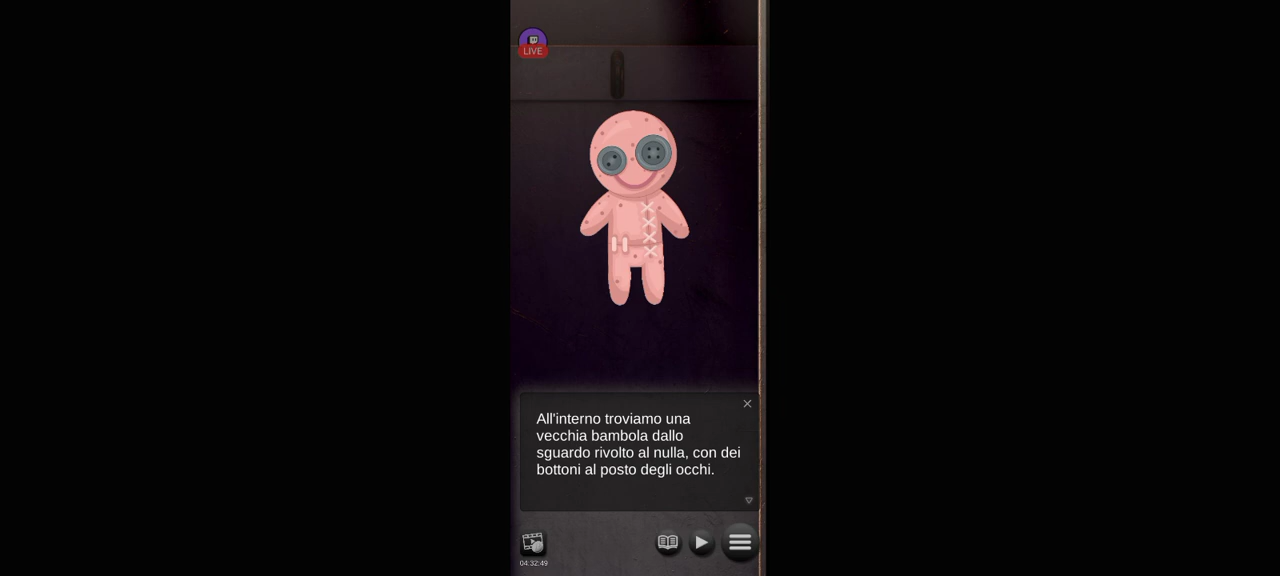 LIVE
All'interno troviamo una
vecchia bambola dallo
sguardo rivolto al nulla, con dei
bottoni al posto degli occhi.
04:32:49